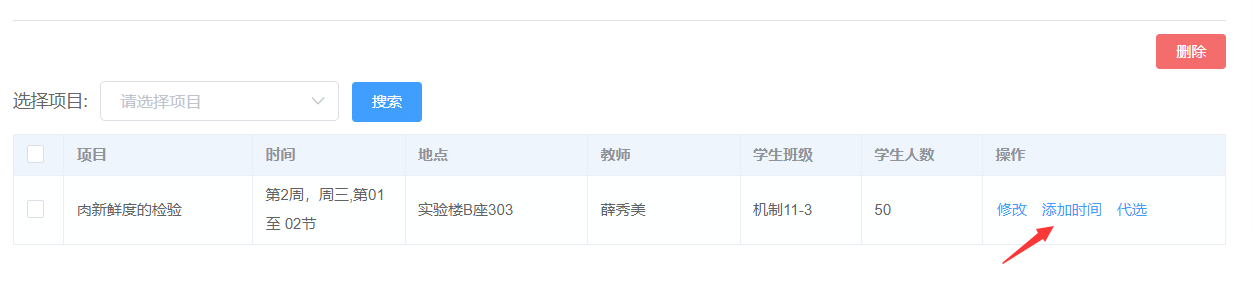 删除
选择项目: 请选择项目 搜索
项目 时间 地点 教师 学生班级 学生人数 操作
肉新鲜度的检验 第2周，周三,第01 实验楼B座303 薛秀美 机制11-3 50 修改 添加时间 代选
至 02节